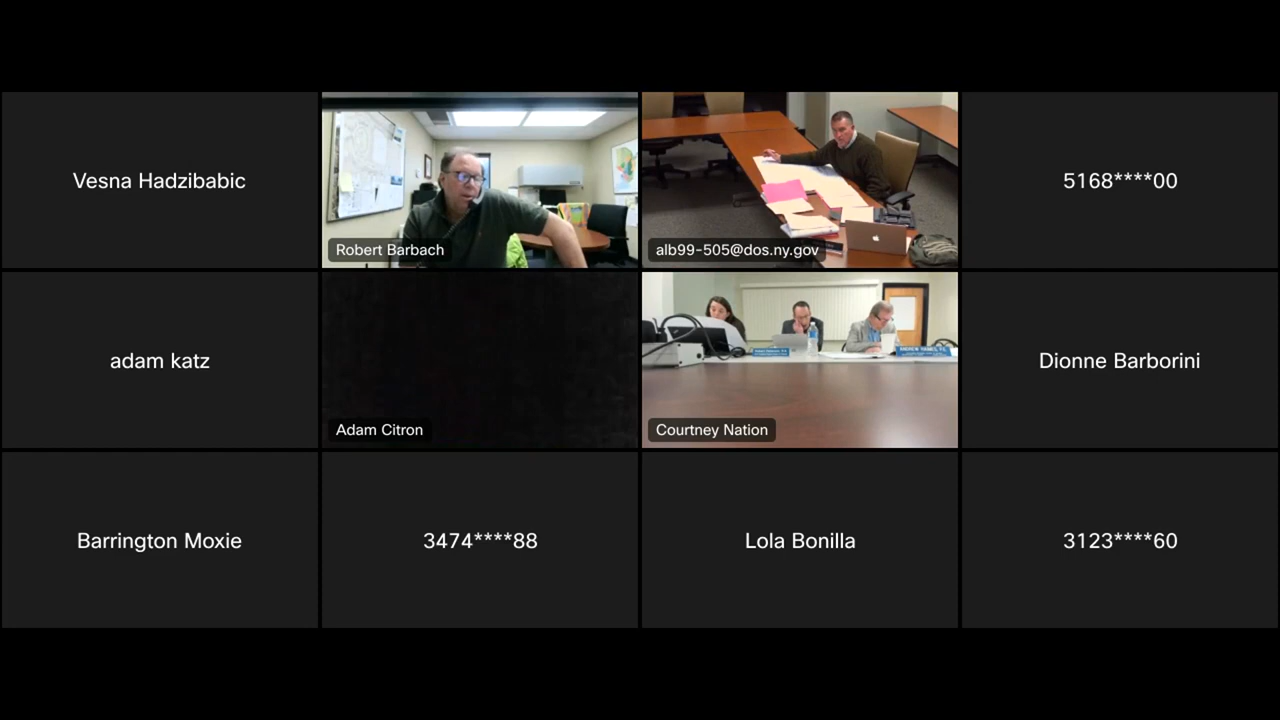 Vesna Hadzibabic
Robert Barbach
alb99-505@dos.ny.gov
5168****00
adam katz
Adam Citron
Courtney Nation
Dionne Barborini
Barrington Moxie
3474****88
Lola Bonilla
3123****60